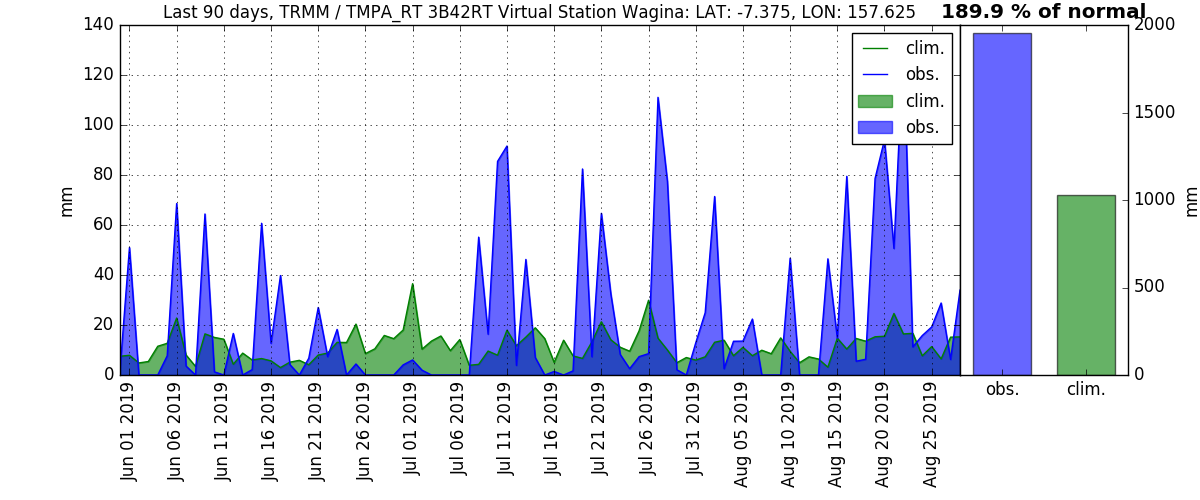 Last 90 days, TRMM / TMPA_RT 3B42RT Virtual Station Wagina: LAT: -7.375, LON: 157.625
189.9 % of normal
140
120
100
80
60
40
20
0
mm
clim.
obs.
clim.
obs.
2000
1500
1000
500
0
mm
Jun 01 2019
Jun 06 2019
Jun 11 2019
Jun 16 2019
Jun 21 2019
Jun 26 2019
Jul 01 2019
Jul 06 2019
Jul 11 2019
Jul 16 2019
Jul 21 2019
Jul 26 2019
Jul 31 2019
Aug 05 2019
Aug 10 2019
Aug 15 2019
Aug 20 2019
Aug 25 2019
obs.
clim.